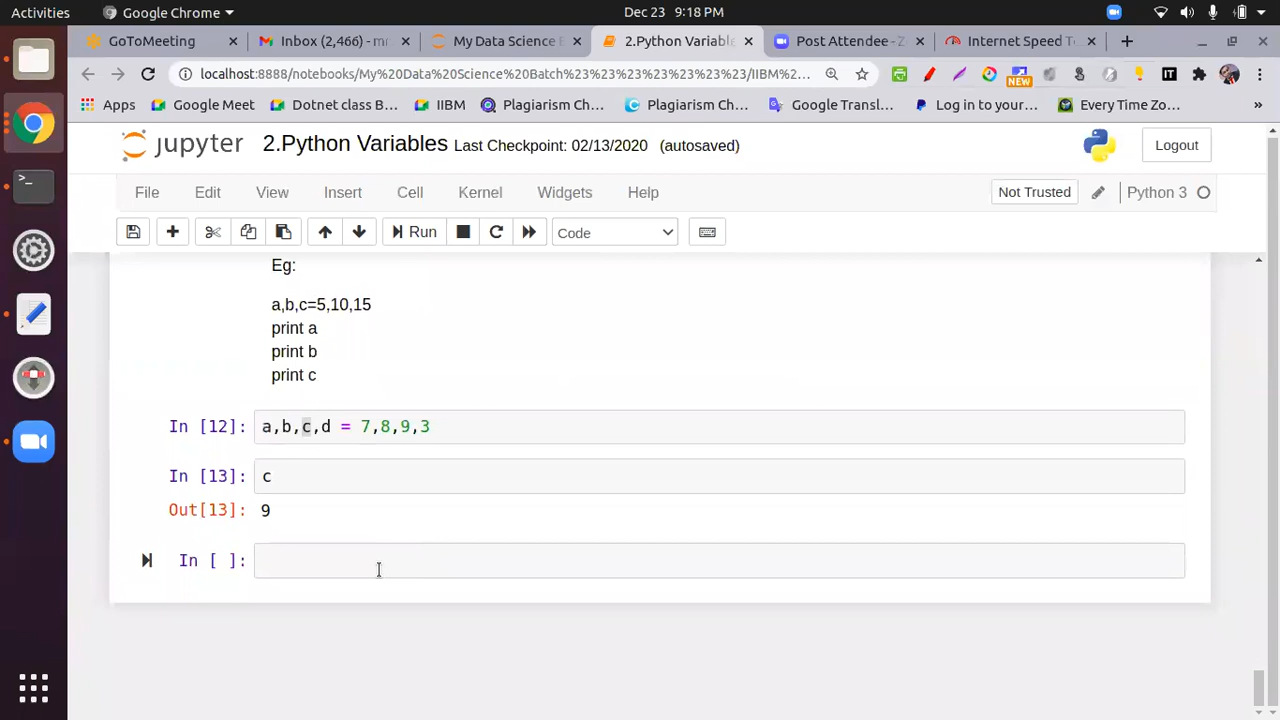 Activities
Google Chrome
Dec 23 9:18 PM
GoToMeeting
Inbox (2,466) - mr
My Data Science B
2.Python Variabl
Post Attendee - Z
Internet Speed T
localhost:8888/notebooks/My%20Data%20Science%20Batch%23%23%23%23%23%23%23/IIBM%2...
NEW
IT
Apps
Google Meet
Dotnet class B...
IIBM
Plagiarism Ch...
Plagiarism Ch...
Google Transl...
Log in to your...
Every Time Zo...
»
jupyter
2.Python Variables
Last Checkpoint: 02/13/2020
(autosaved)
Logout
File
Edit
View
Insert
Cell
Kernel
Widgets
Help
Not Trusted
Python 3
Run
Code
Eg:
a,b,c=5,10,15
print a
print b
print c
In [12]: a,b,c,d = 7,8,9,3
In [13]: c
Out[13]: 9
In [ ]: